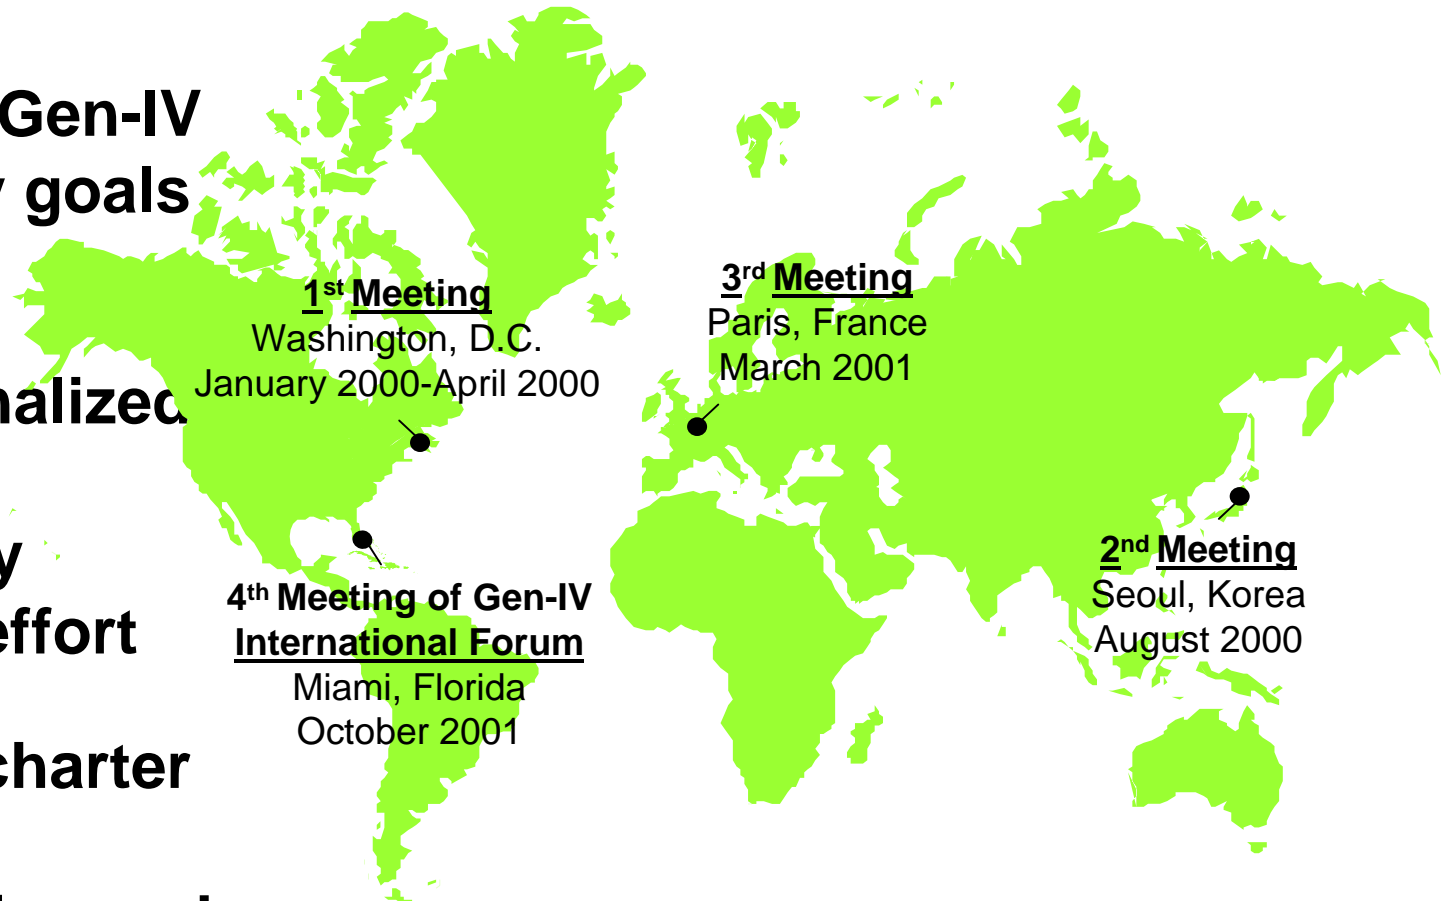 Gen-IV
goals
1st Meeting
Washington, D.C.
January 2000-April 2000
3rd Meeting
Paris, France
March 2001
2nd Meeting
Seoul, Korea
August 2000
4th Meeting of Gen-IV
International Forum
Miami, Florida
October 2001
effort
charter